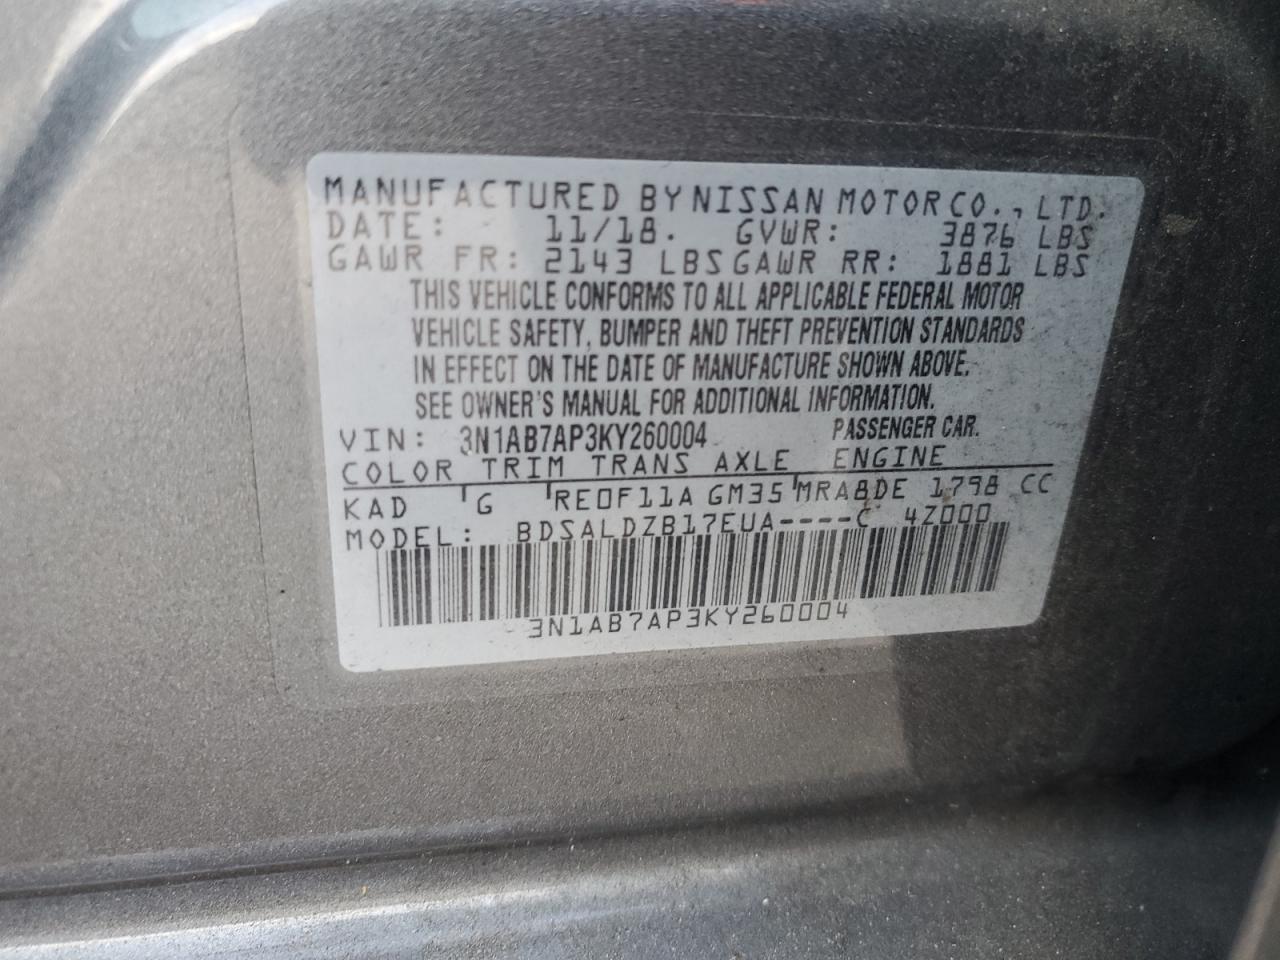 MANUFACTURED BY NISSAN MOTOR CO., LTD.
DATE: 11/18. GVWR: 3876 LBS
GAWR FR: 2143 LBS GAWR RR: 1881 LBS
THIS VEHICLE CONFORMS TO ALL APPLICABLE FEDERAL MOTOR
VEHICLE SAFETY, BUMPER AND THEFT PREVENTION STANDARDS
IN EFFECT ON THE DATE OF MANUFACTURE SHOWN ABOVE.
SEE OWNER'S MANUAL FOR ADDITIONAL INFORMATION.
VIN: 3N1AB7AP3KY260004 PASSENGER CAR.
COLOR TRIM TRANS AXLE ENGINE
KAD G RE0F11A GM35 MRA8DE 1798 CC
MODEL: BDSALDZB17EUA----C 4Z000
3N1AB7AP3KY260004